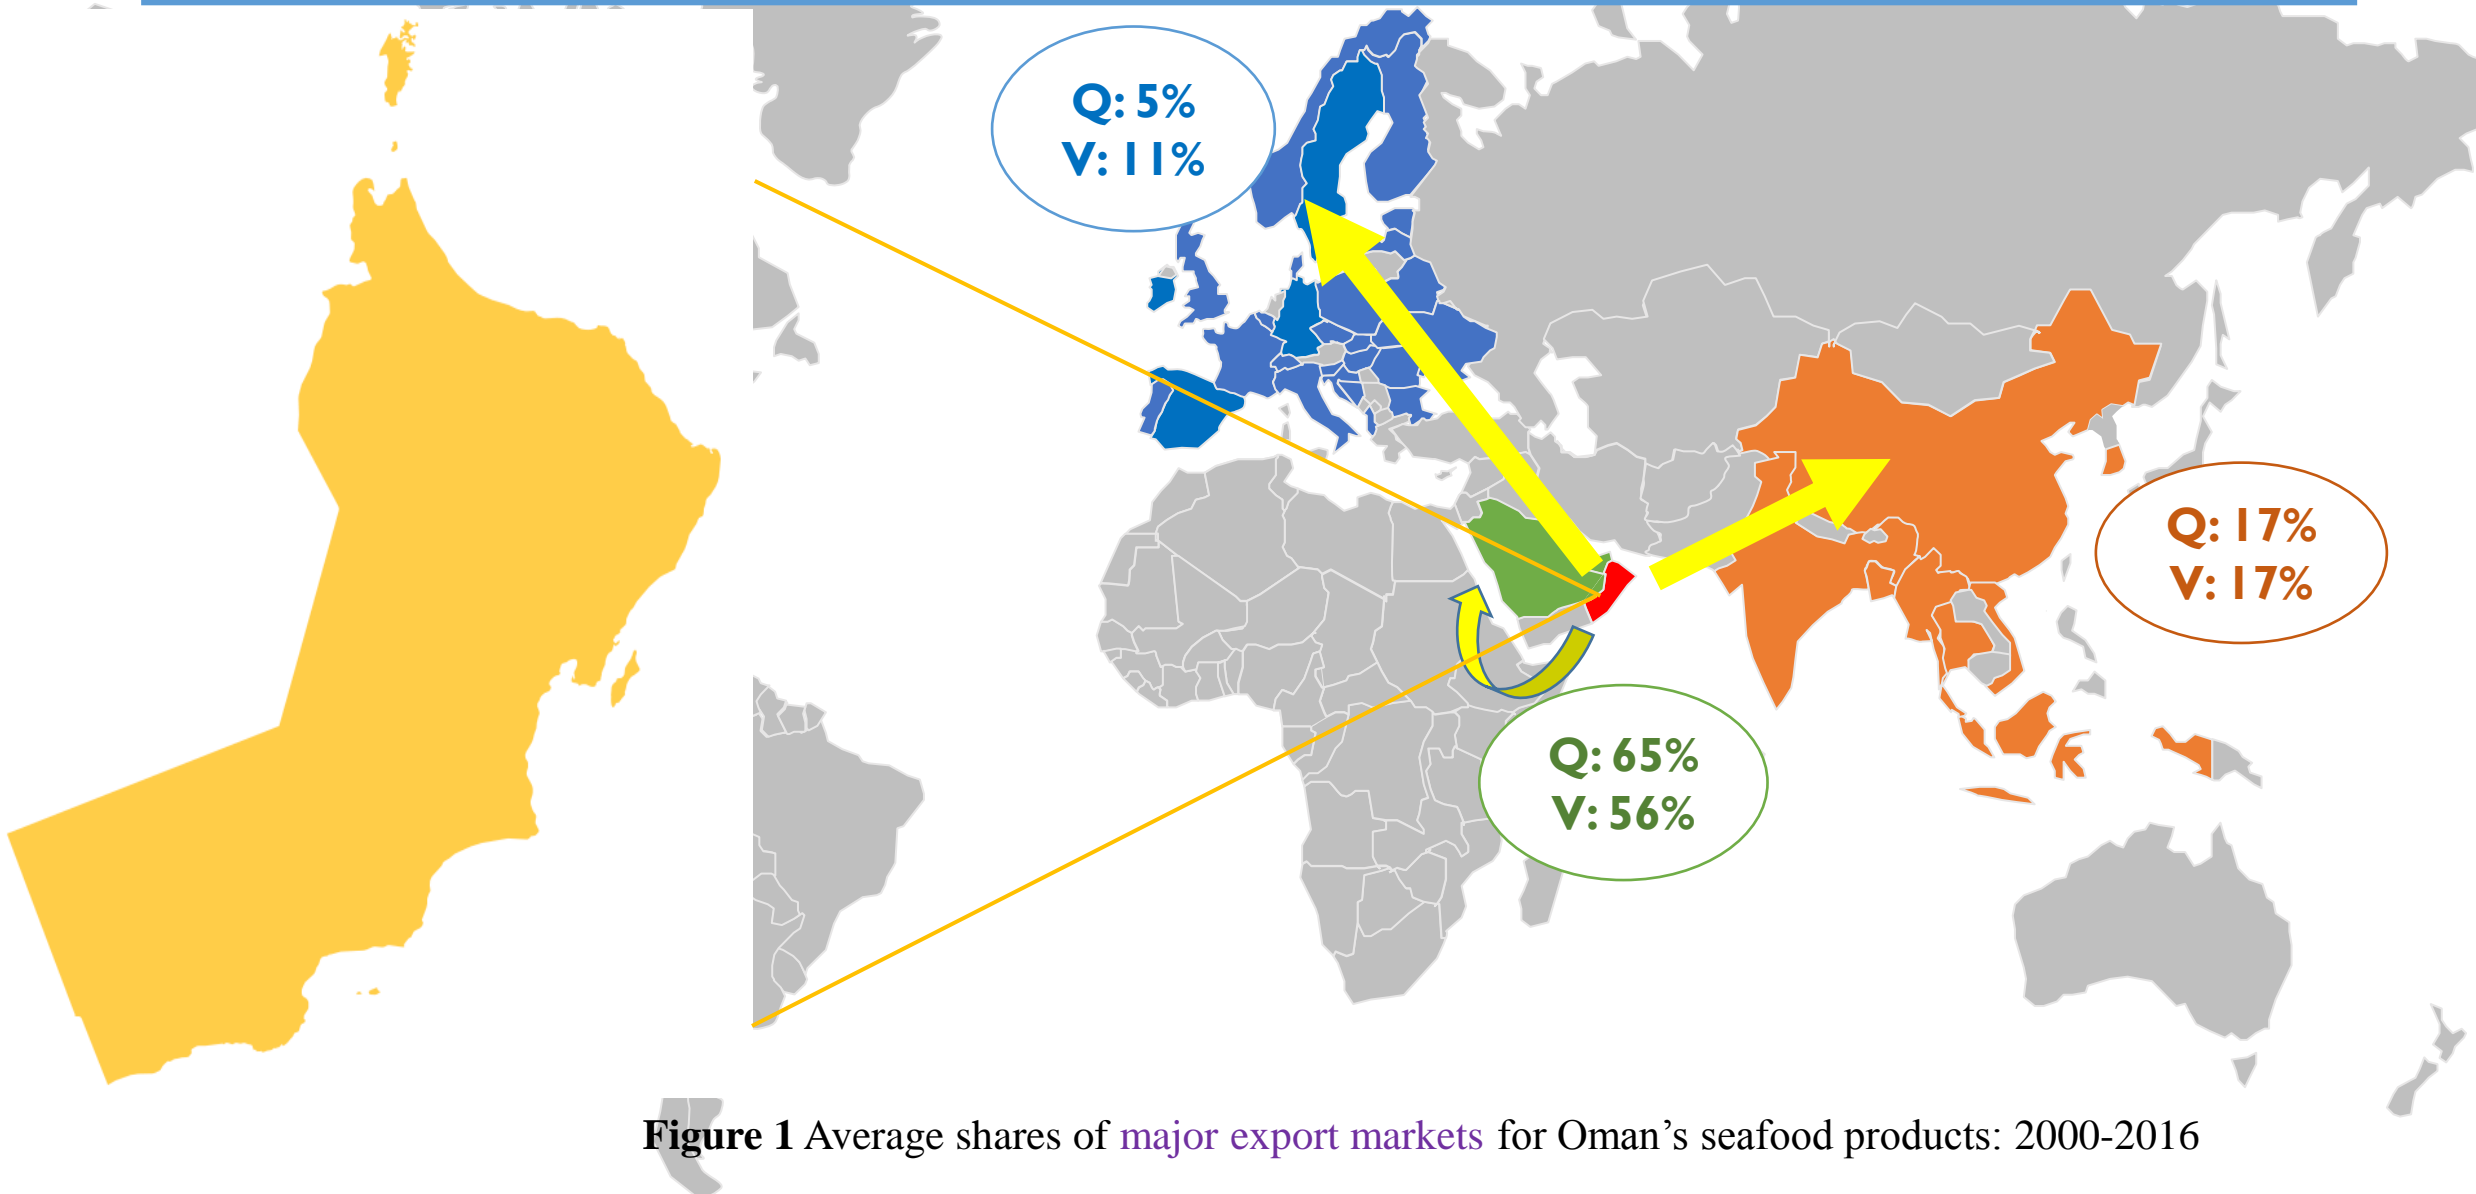 Q: 5%
V: 11%
Q: 17%
V: 17%
Q: 65%
V: 56%
Figure 1 Average shares of major export markets for Oman’s seafood products: 2000-2016